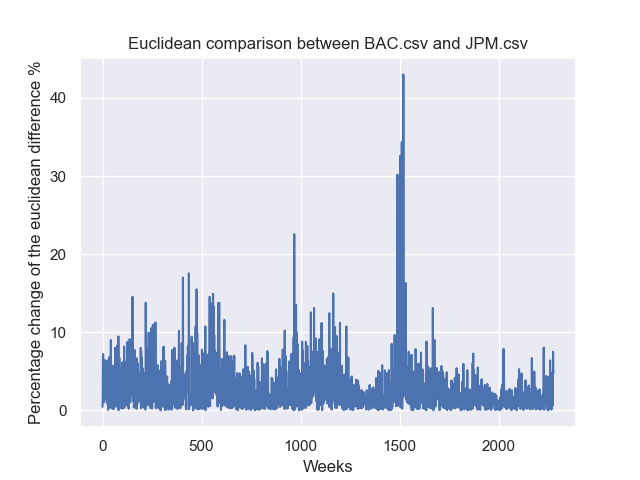 Euclidean comparison between BAC.csv and JPM.csv
Percentage change of the euclidean difference %
40
30
20
10
0
0 500 1000 1500 2000
Weeks